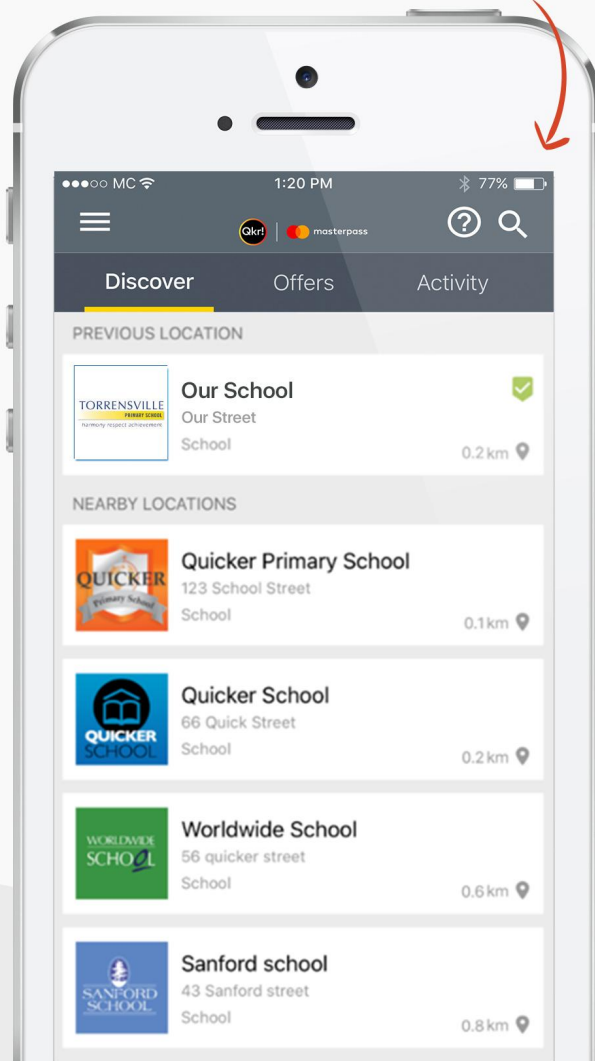 MC
1:20 PM
77%
Qkr!
masterpass
?
Discover
Offers
Activity
PREVIOUS LOCATION
TORRENSVILLE
PRIMARY SCHOOL
harmony respect achievement
Our School
Our Street
School
0.2 km
NEARBY LOCATIONS
QUICKER
Primary School
Quicker Primary School
123 School Street
School
0.1 km
QUICKER
SCHOOL
Quicker School
66 Quick Street
School
0.2 km
WORLDWIDE
SCHOOL
Worldwide School
56 quicker street
School
0.6 km
SANFORD
SCHOOL
Sanford school
43 Sanford street
School
0.8 km